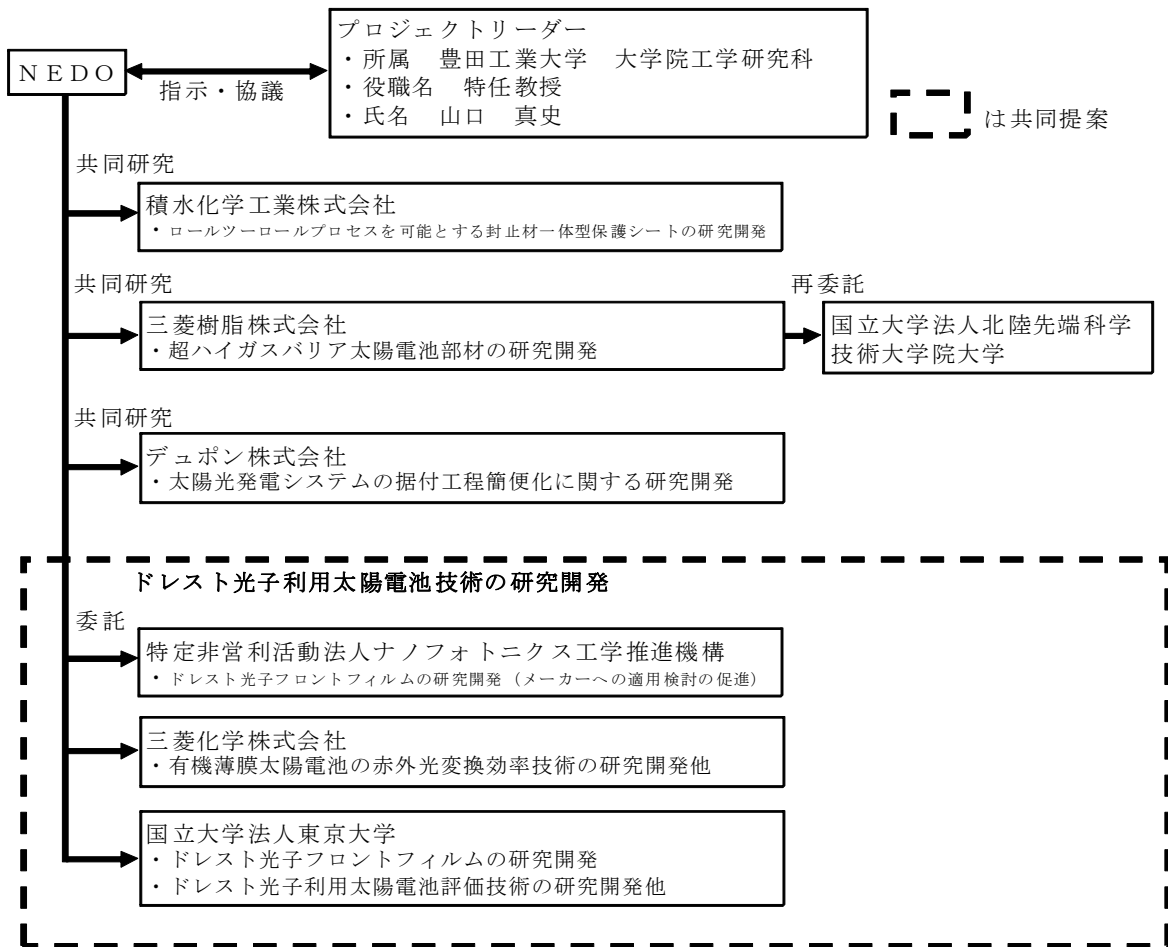 プロジェクトリーダー
・所属 豊田工業大学 大学院工学研究科
・役職名 特任教授
・氏名 山口 真史
NEDO
指示・協議
は共同提案
共同研究
積水化学工業株式会社
・ロールツーロールプロセスを可能とする封止材一体型保護シートの研究開発
共同研究
再委託
三菱樹脂株式会社
・超ハイガスバリア太陽電池部材の研究開発
国立大学法人北陸先端科学
技術大学院大学
共同研究
デュポン株式会社
・太陽光発電システムの据付工程簡便化に関する研究開発
ドレスト光子利用太陽電池技術の研究開発
委託
特定非営利活動法人ナノフォトニクス工学推進機構
・ドレスト光子フロントフィルムの研究開発（メーカーへの適用検討の促進）
三菱化学株式会社
・有機薄膜太陽電池の赤外光変換効率技術の研究開発他
国立大学法人東京大学
・ドレスト光子フロントフィルムの研究開発
・ドレスト光子利用太陽電池評価技術の研究開発他